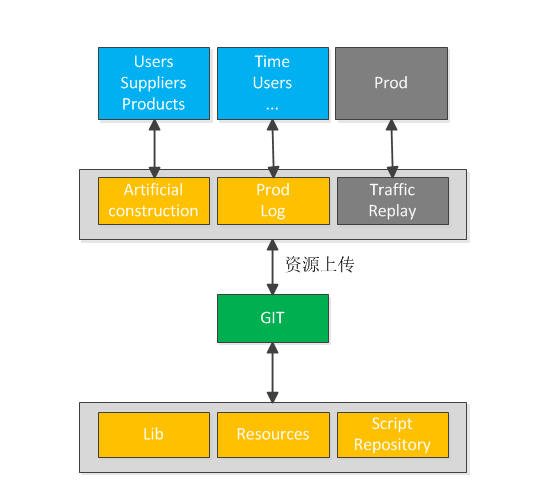 Users
Suppliers
Products
Time
Users
...
Prod
Artificial
construction
Prod
Log
Traffic
Replay
资源上传
GIT
Lib
Resources
Script
Repository